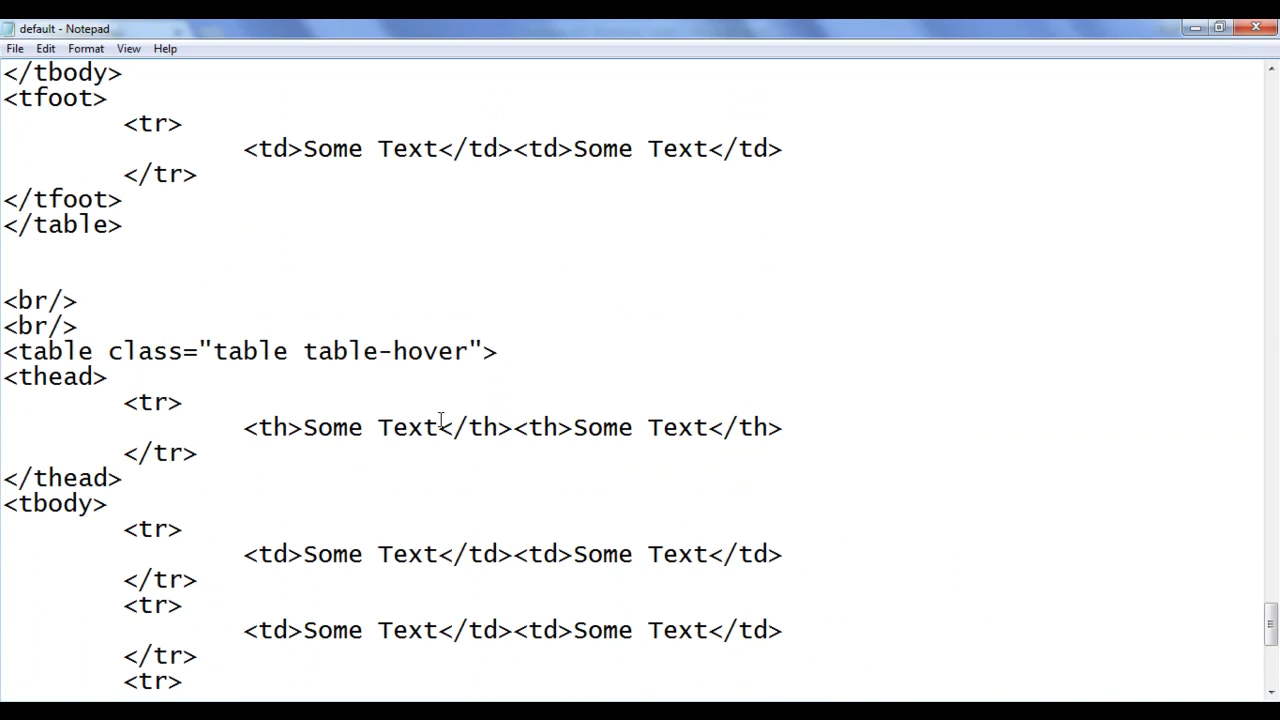 default - Notepad
File Edit Format View Help
</tbody>
<tfoot>
<tr>
<td>Some Text</td><td>Some Text</td>
</tr>
</tfoot>
</table>
<br/>
<br/>
<table class="table table-hover">
<thead>
<tr>
<th>Some Text</th><th>Some Text</th>
</tr>
</thead>
<tbody>
<tr>
<td>Some Text</td><td>Some Text</td>
</tr>
<tr>
<td>Some Text</td><td>Some Text</td>
</tr>
<tr>